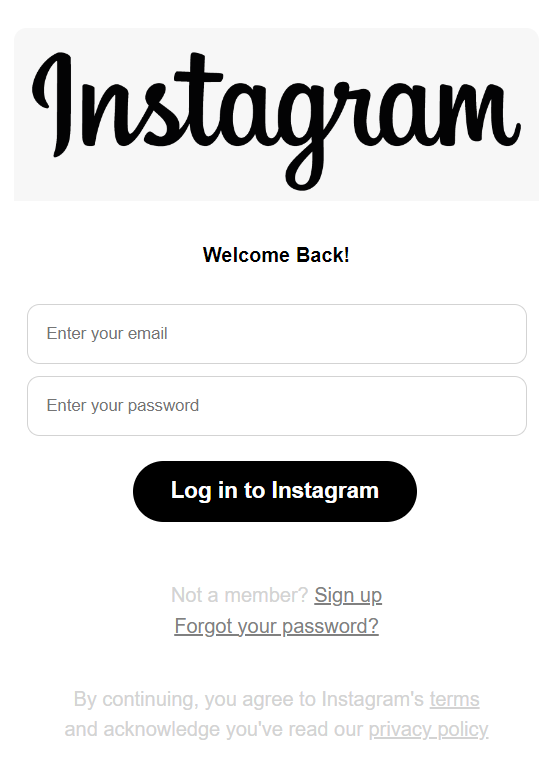 Instagram
Welcome Back!
Enter your email
Enter your password
Log in to Instagram
Not a member? Sign up
Forgot your password?
By continuing, you agree to Instagram's terms
and acknowledge you've read our privacy policy